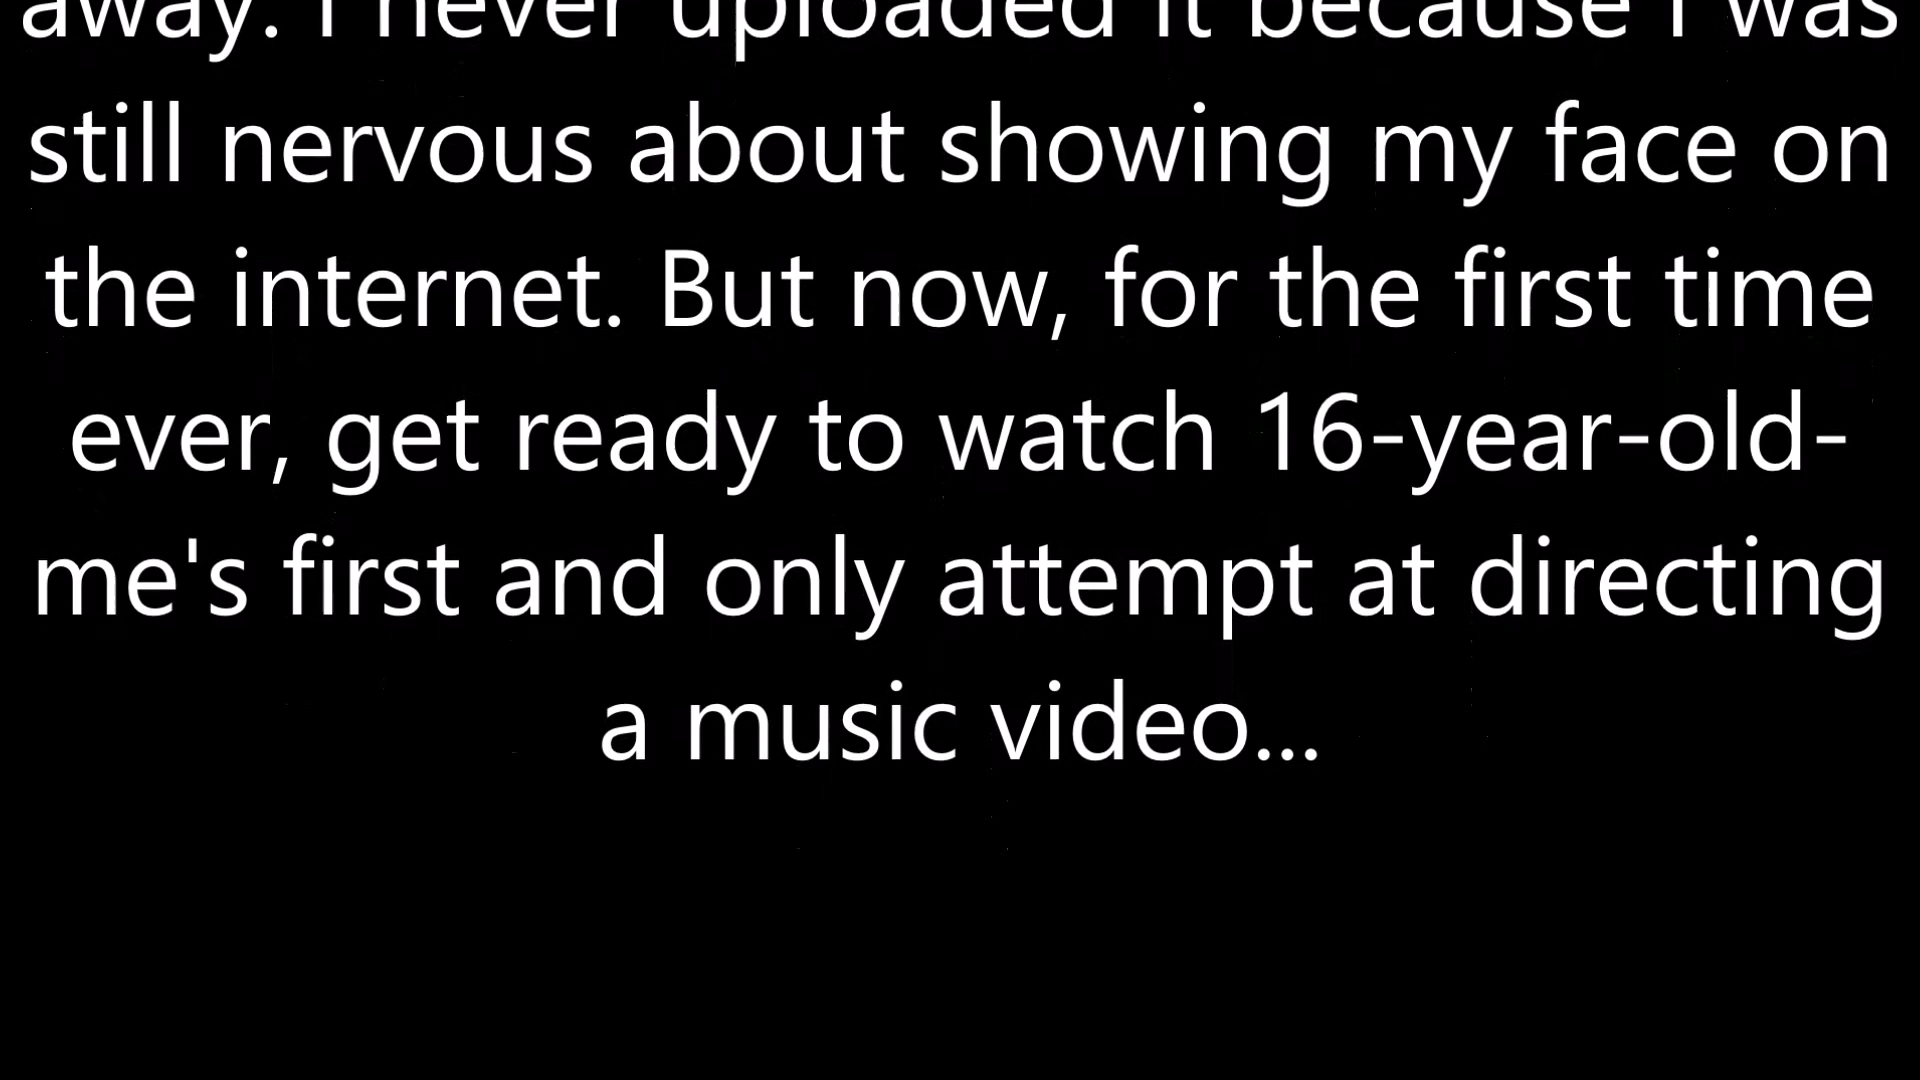 away. I never uploaded it because I was
still nervous about showing my face on
the internet. But now, for the first time
ever, get ready to watch 16-year-old-
me's first and only attempt at directing
a music video...